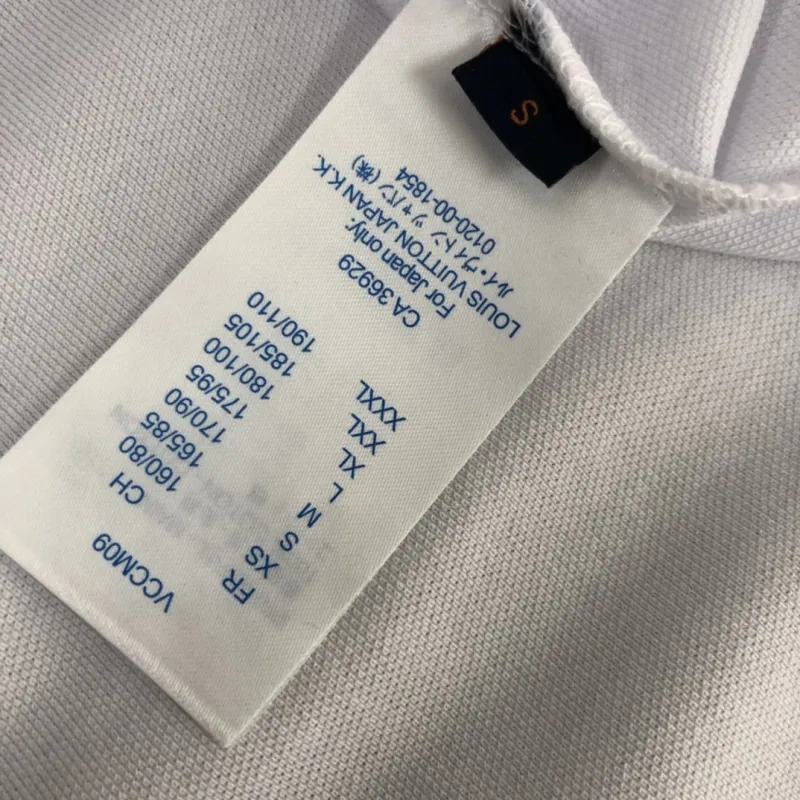 VCCM09
FR CH
XS 160/80
S 165/85
M 170/90
L 175/95
XL 180/100
XXL 185/105
XXXL 190/110
CA 36929
For Japan only:
LOUIS VUITTON JAPAN K.K.
ルイ・ヴィトン ジャパン (株)
0120-00-1854
S